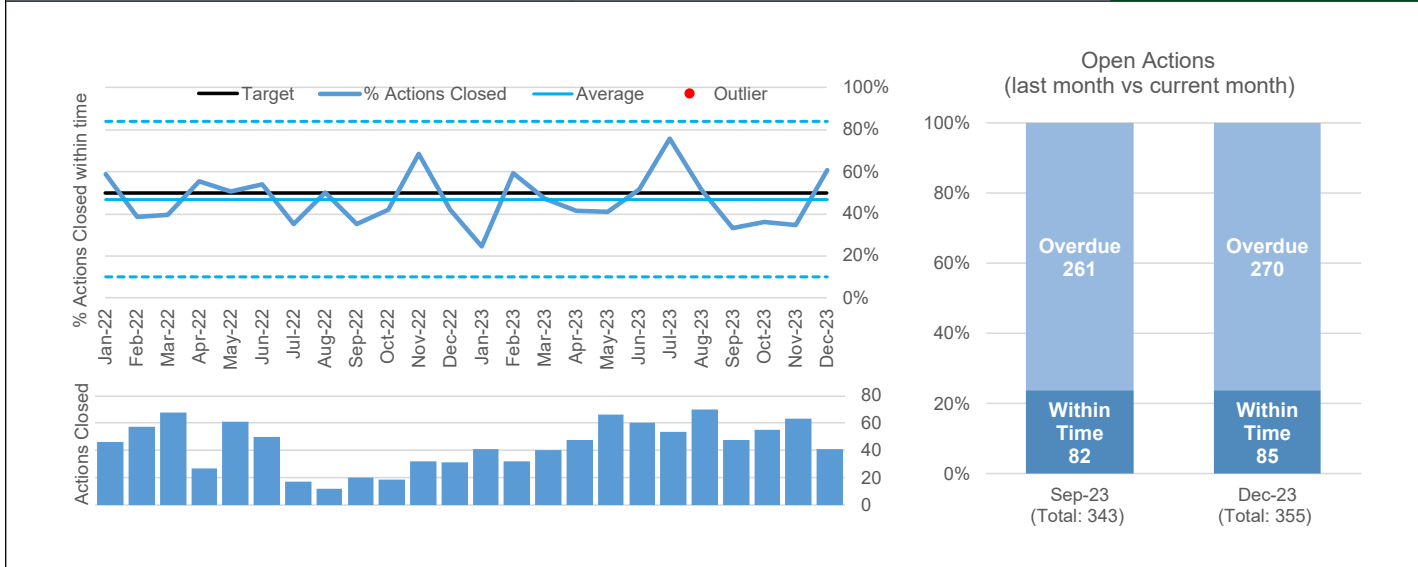 Target % Actions Closed Average Outlier
% Actions Closed within time
100%
80%
60%
40%
20%
0%
Jan-22
Feb-22
Mar-22
Apr-22
May-22
Jun-22
Jul-22
Aug-22
Sep-22
Oct-22
Nov-22
Dec-22
Jan-23
Feb-23
Mar-23
Apr-23
May-23
Jun-23
Jul-23
Aug-23
Sep-23
Oct-23
Nov-23
Dec-23
Actions Closed
80
60
40
20
0
Open Actions
(last month vs current month)
100%
80%
60%
40%
20%
0%
Overdue
261
Within
Time
82
Overdue
270
Within
Time
85
Sep-23
(Total: 343)
Dec-23
(Total: 355)